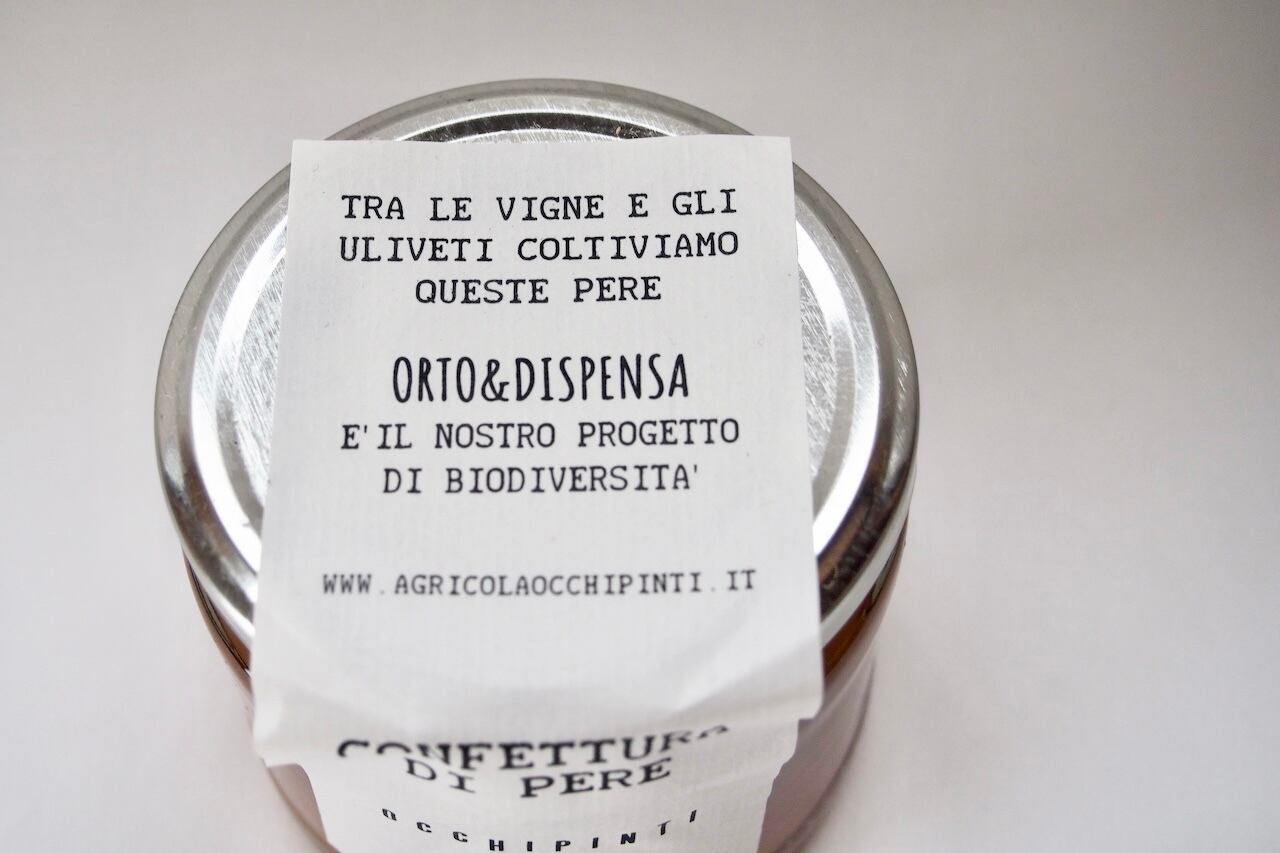 TRA LE VIGNE E GLI
ULIVETI COLTIVIAMO
QUESTE PERE
ORTO&DISPENSA
E'IL NOSTRO PROGETTO
DI BIODIVERSITA'
WWW.AGRICOLAOCCHIPINTI.IT
CONFETTURA
DI PERE
OCCHIPINTI